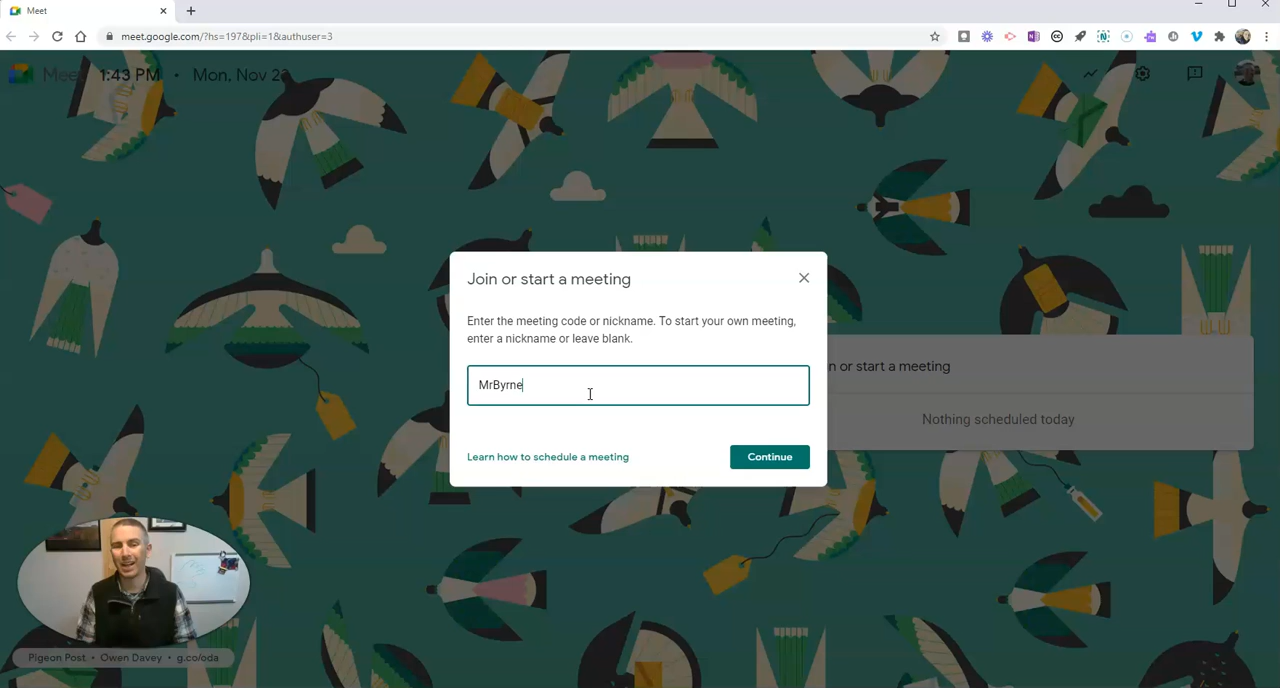 Meet
meet.google.com/?hs=197&pli=1&authuser=3
Meet 1:43 PM • Mon, Nov 23
Join or start a meeting
Enter the meeting code or nickname. To start your own meeting,
enter a nickname or leave blank.
MrByrne
Learn how to schedule a meeting
Continue
n or start a meeting
Nothing scheduled today
Pigeon Post • Owen Davey • g.co/oda